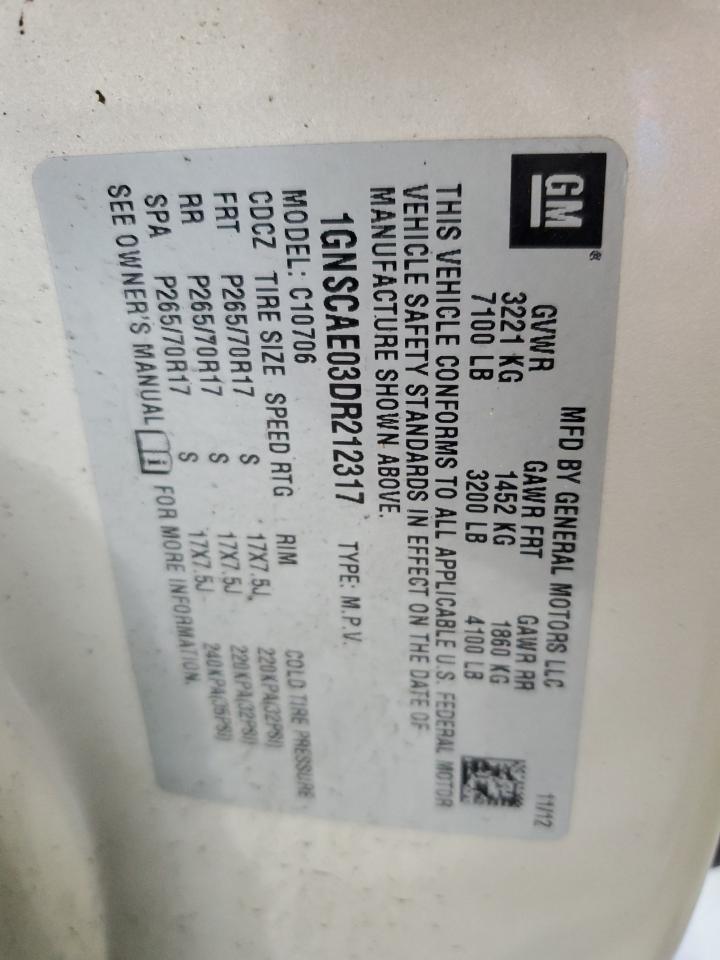 GM®
MFD BY GENERAL MOTORS LLC 11/12
GVWR GAWR FRT GAWR RR
3221 KG 1452 KG 1860 KG
7100 LB 3200 LB 4100 LB
THIS VEHICLE CONFORMS TO ALL APPLICABLE U.S. FEDERAL MOTOR
VEHICLE SAFETY STANDARDS IN EFFECT ON THE DATE OF
MANUFACTURE SHOWN ABOVE.
1GNSCAE03DR212317 TYPE: M.P.V.
MODEL: C10706
CDCZ TIRE SIZE SPEED RTG RIM COLD TIRE PRESSURE
FRT P265/70R17 S 17X7.5J 220KPA(32PSI)
RR P265/70R17 S 17X7.5J 220KPA(32PSI)
SPA P265/70R17 S 17X7.5J 240KPA(35PSI)
SEE OWNER'S MANUAL FOR MORE INFORMATION.